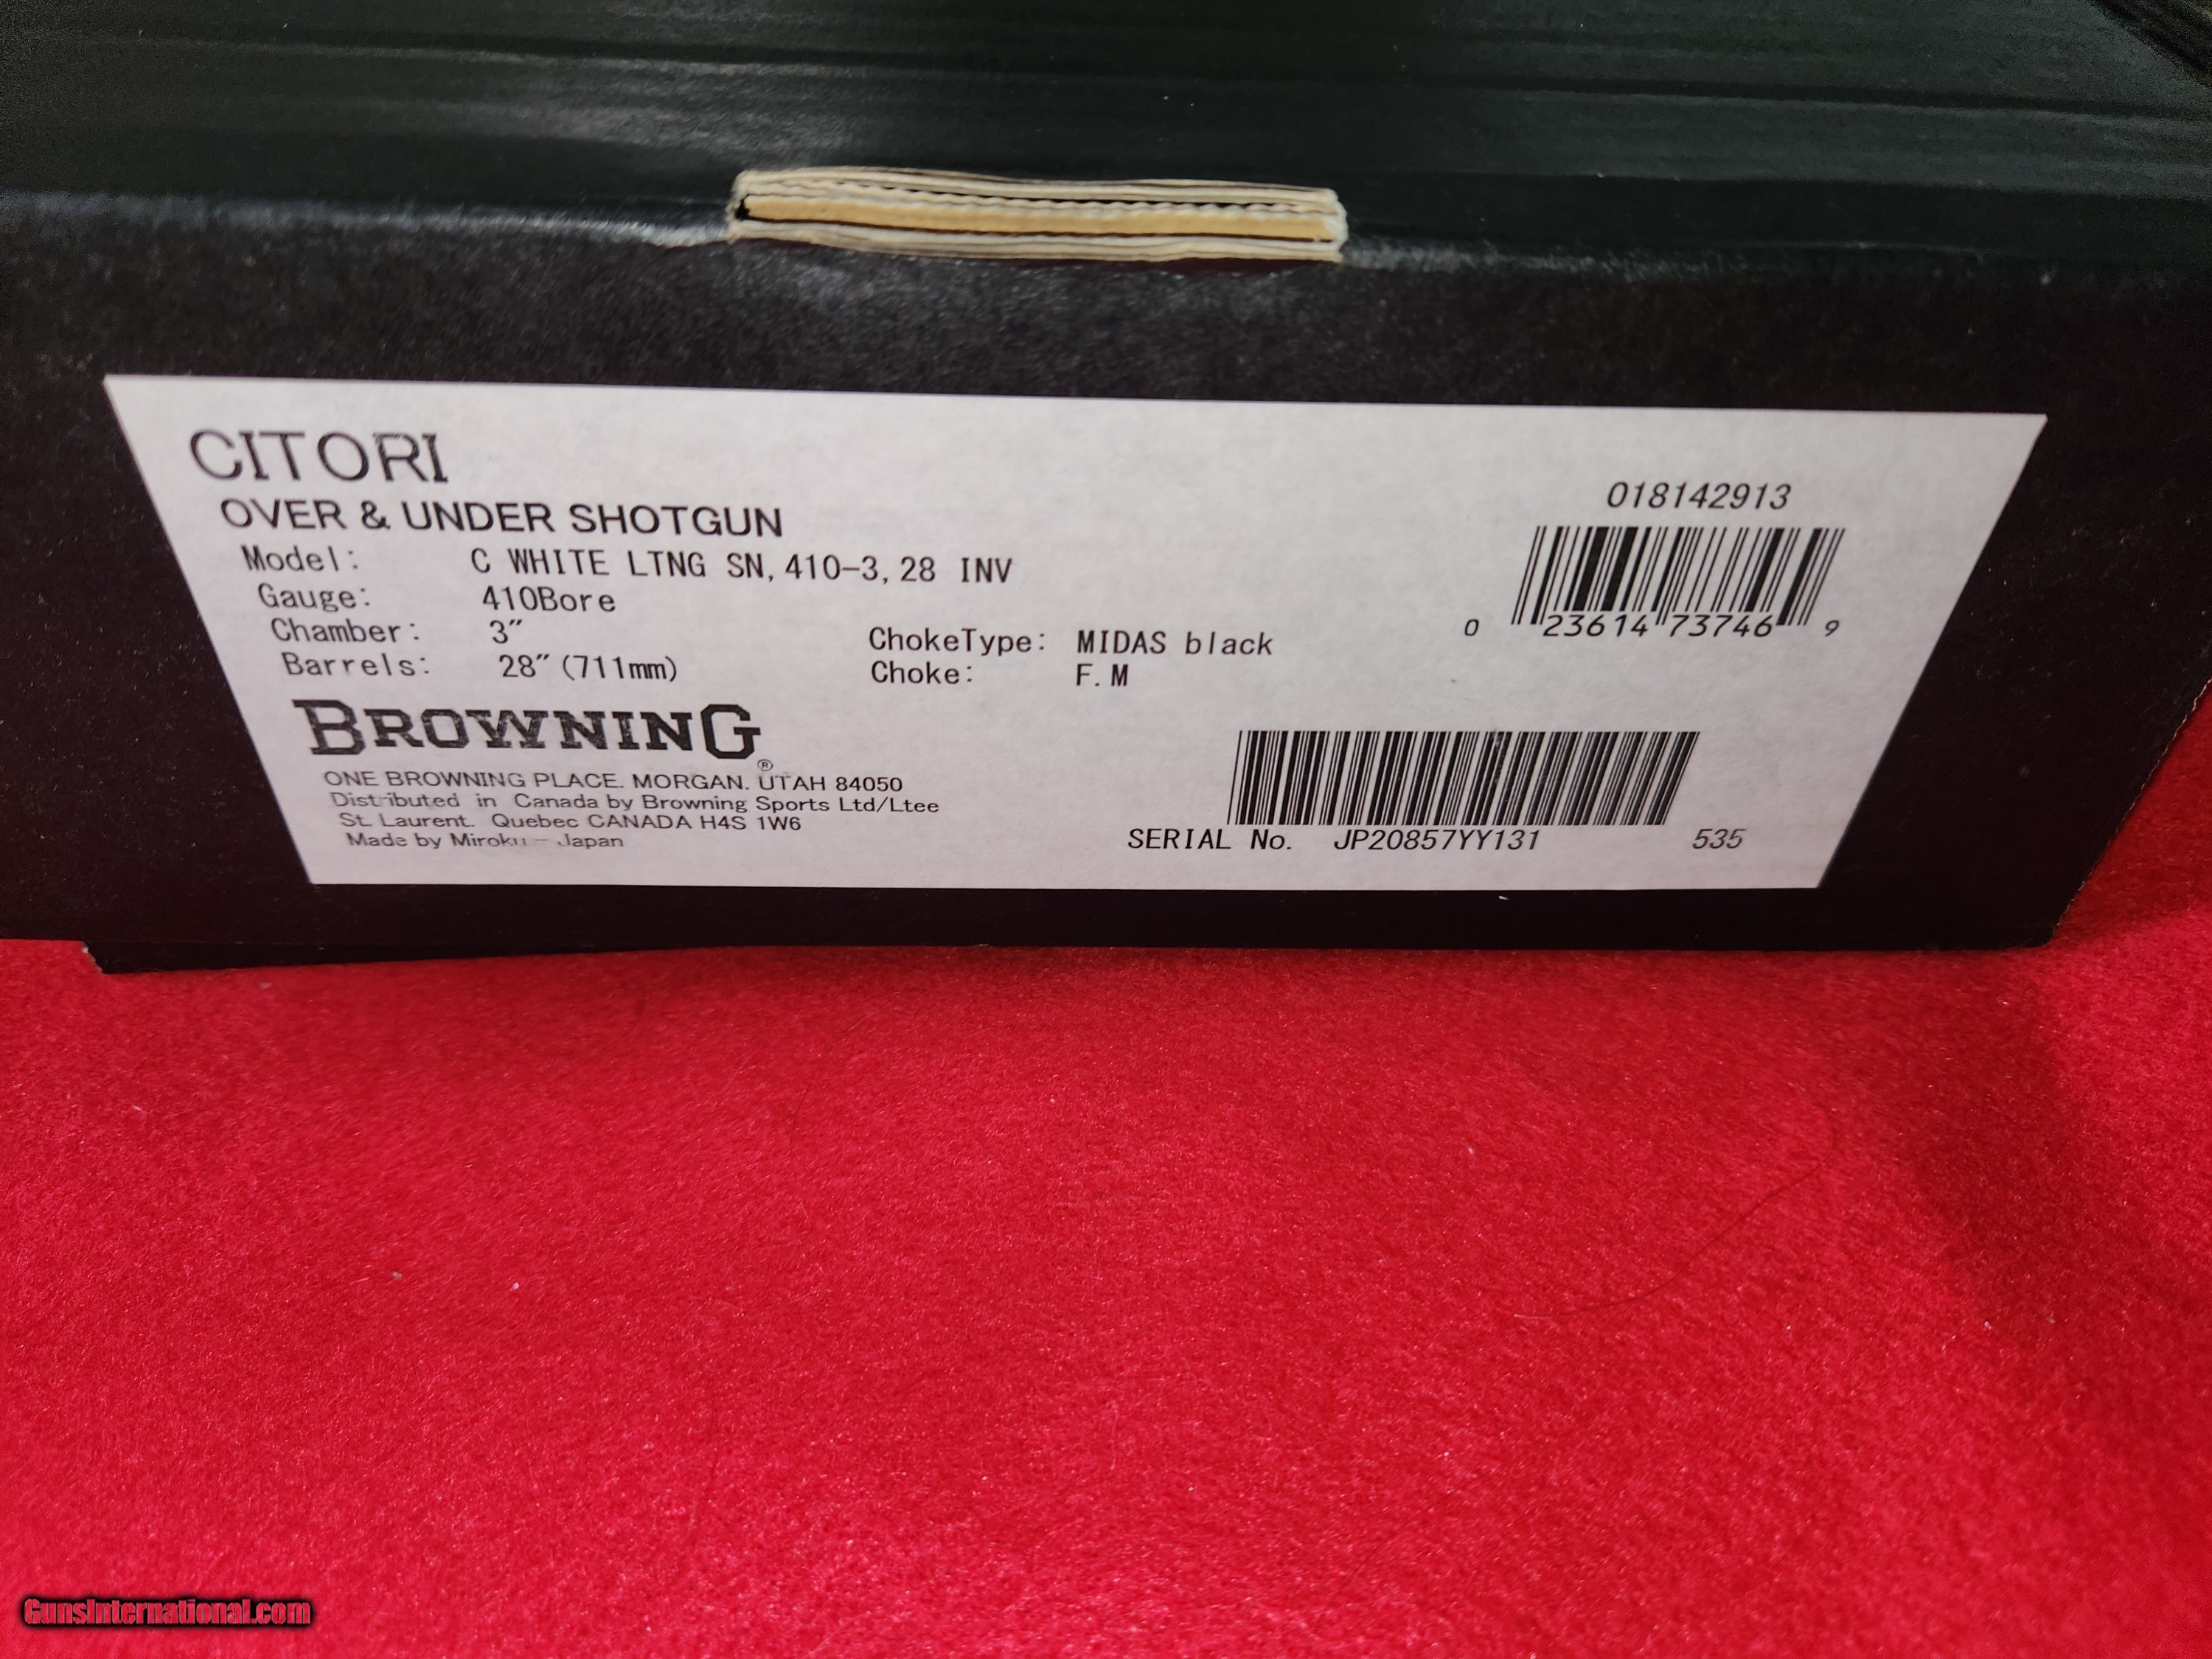 CITORI
OVER & UNDER SHOTGUN
Model: C WHITE LTNG SN, 410-3, 28 INV
Gauge: 410Bore
Chamber: 3"
Barrels: 28"(711mm)
ChokeType: MIDAS black
Choke: F.M
BROWNING®
ONE BROWNING PLACE. MORGAN. UTAH 84050
Distributed in Canada by Browning Sports Ltd/Ltee
St. Laurent. Quebec CANADA H4S 1W6
Made by Miroku - Japan
018142913
0 23614 73746 9
SERIAL No. JP20857YY131 535
GunsInternational.com